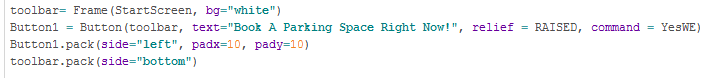 toolbar= Frame(StartScreen, bg="white")
Button1 = Button(toolbar, text="Book A Parking Space Right Now!", relief = RAISED, command = YesWE)
Button1.pack(side="left", padx=10, pady=10)
toolbar.pack(side="bottom")